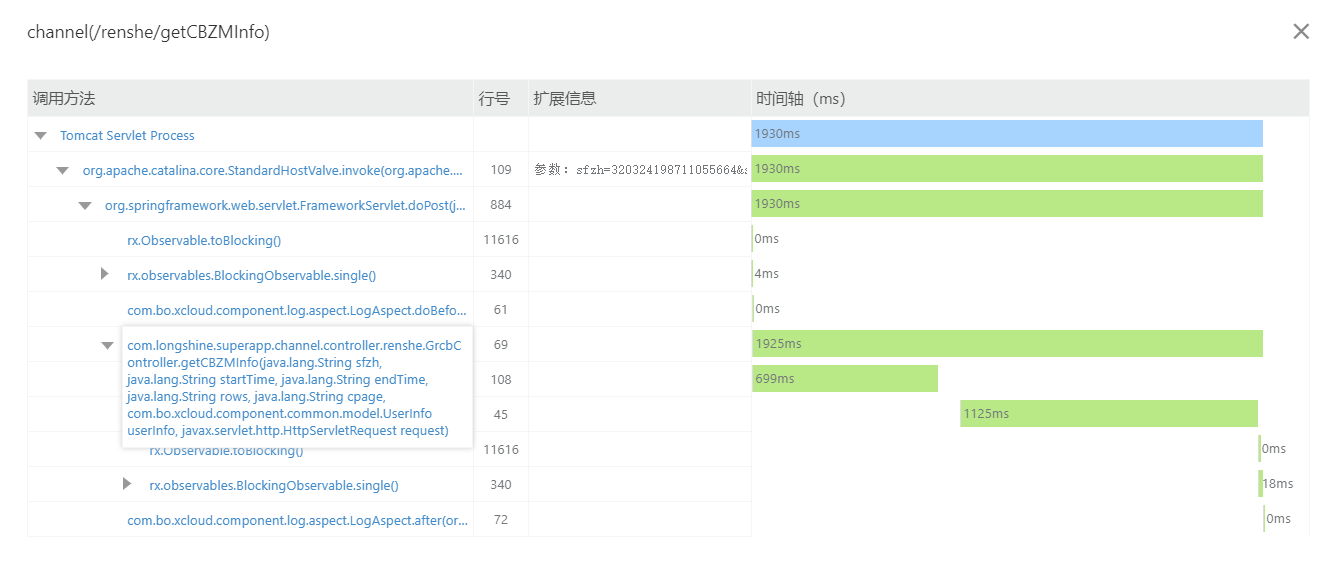 channel(/renshe/getCBZMInfo)
调用方法 行号 扩展信息 时间轴（ms）
Tomcat Servlet Process 1930ms
org.apache.catalina.core.StandardHostValve.invoke(org.apache.... 109 参数: sfzh=320324198711055664&s 1930ms
org.springframework.web.servlet.FrameworkServlet.doPost(j... 884 1930ms
rx.Observable.toBlocking() 11616 0ms
rx.observables.BlockingObservable.single() 340 4ms
com.bo.xcloud.component.log.aspect.LogAspect.doBefo... 61 0ms
com.longshine.superapp.channel.controller.renshe.GrcbC 69 1925ms
ontroller.getCBZMInfo(java.lang.String sfzh,
java.lang.String startTime, java.lang.String endTime, 108 699ms
java.lang.String rows, java.lang.String cpage,
com.bo.xcloud.component.common.model.UserInfo 45 1125ms
userInfo, javax.servlet.http.HttpServletRequest request)
rx.Observable.toBlocking() 11616 0ms
rx.observables.BlockingObservable.single() 340 18ms
com.bo.xcloud.component.log.aspect.LogAspect.after(or... 72 0ms